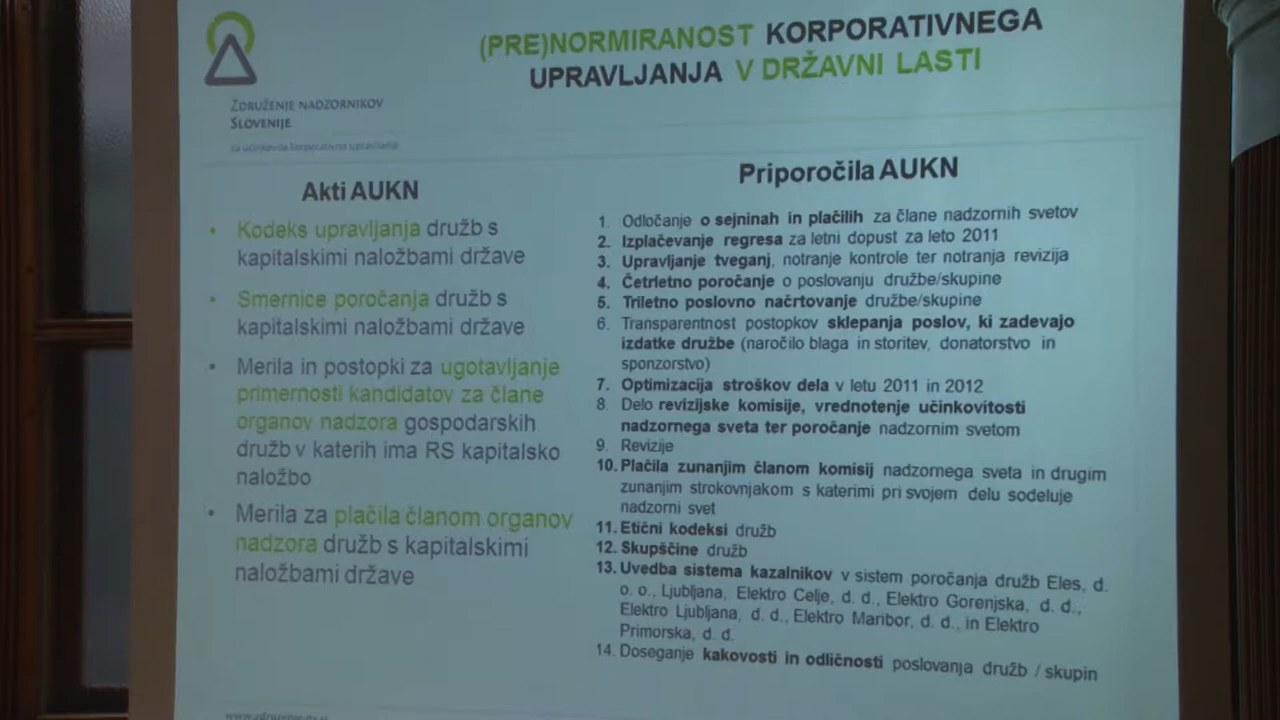 (PRE)NORMIRANOST KORPORATIVNEGA
UPRAVLJANJA V DRŽAVNI LASTI
ZDRUŽENJE NADZORNIKOV
SLOVENIJE
za učinkovito korporativno upravljanje
Akti AUKN
• Kodeks upravljanja družb s
kapitalskimi naložbami države
• Smernice poročanja družb s
kapitalskimi naložbami države
• Merila in postopki za ugotavljanje
primernosti kandidatov za člane
organov nadzora gospodarskih
družb v katerih ima RS kapitalsko
naložbo
• Merila za plačila članom organov
nadzora družb s kapitalskimi
naložbami države
Priporočila AUKN
1. Odločanje o sejninah in plačilih za člane nadzornih svetov
2. Izplačevanje regresa za letni dopust za leto 2011
3. Upravljanje tveganj, notranje kontrole ter notranja revizija
4. Četrletno poročanje o poslovanju družbe/skupine
5. Triletno poslovno načrtovanje družbe/skupine
6. Transparentnost postopkov sklepanja poslov, ki zadevajo
izdatke družbe (naročilo blaga in storitev, donatorstvo in
sponzorstvo)
7. Optimizacija stroškov dela v letu 2011 in 2012
8. Delo revizijske komisije, vrednotenje učinkovitosti
nadzornega sveta ter poročanje nadzornim svetom
9. Revizije
10. Plačila zunanjim članom komisij nadzornega sveta in drugim
zunanjim strokovnjakom s katerimi pri svojem delu sodeluje
nadzorni svet
11. Etični kodeksi družb
12. Skupščine družb
13. Uvedba sistema kazalnikov v sistem poročanja družb Eles, d.
o. o., Ljubljana, Elektro Celje, d. d., Elektro Gorenjska, d. d.,
Elektro Ljubljana, d. d., Elektro Maribor, d. d., in Elektro
Primorska, d. d.
14. Doseganje kakovosti in odličnosti poslovanja družb / skupin